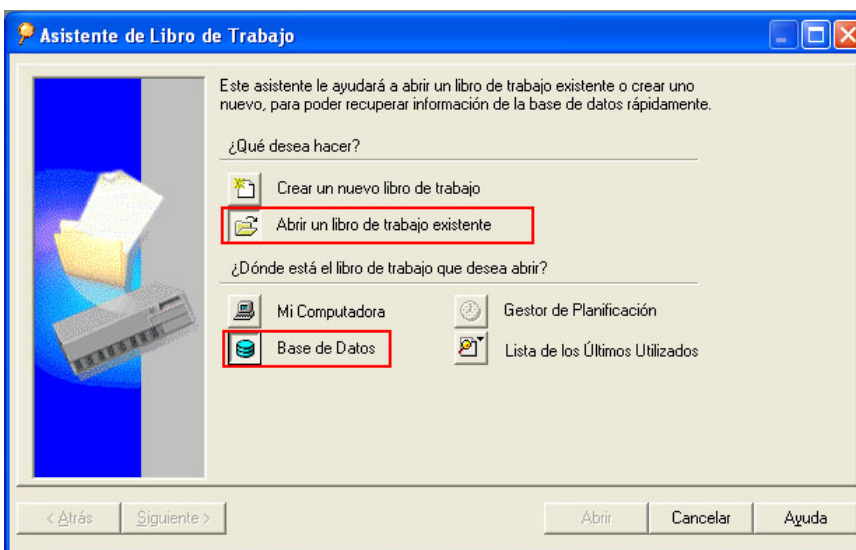 Asistente de Libro de Trabajo
Este asistente le ayudará a abrir un libro de trabajo existente o crear uno
nuevo, para poder recuperar información de la base de datos rápidamente.
¿Qué desea hacer?
Crear un nuevo libro de trabajo
Abrir un libro de trabajo existente
¿Dónde está el libro de trabajo que desea abrir?
Mi Computadora
Gestor de Planificación
Base de Datos
Lista de los Últimos Utilizados
< Atrás
Siguiente >
Abrir
Cancelar
Ayuda